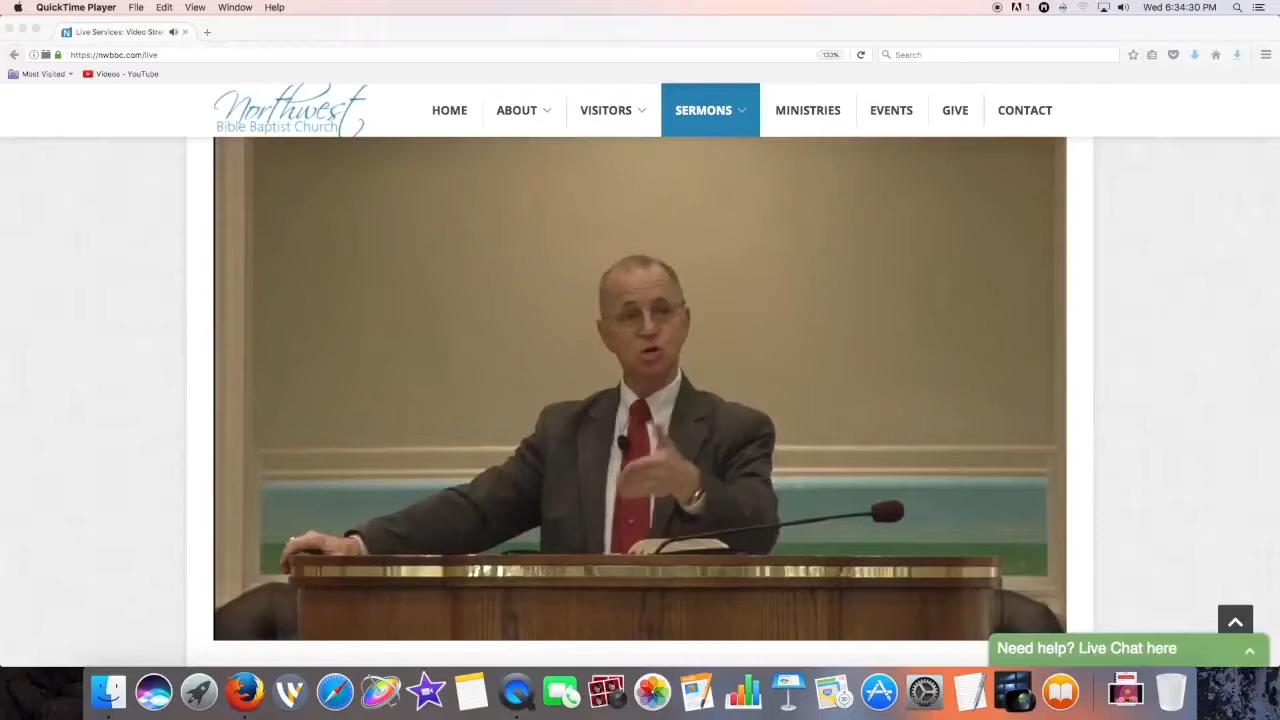 QuickTime Player File Edit View Window Help
1 Wed 6:34:30 PM
Live Services: Video Stre
https://nwbbc.com/live 133% Search
Most Visited Videos - YouTube
Northwest
Bible Baptist Church
HOME ABOUT VISITORS SERMONS MINISTRIES EVENTS GIVE CONTACT
Need help? Live Chat here